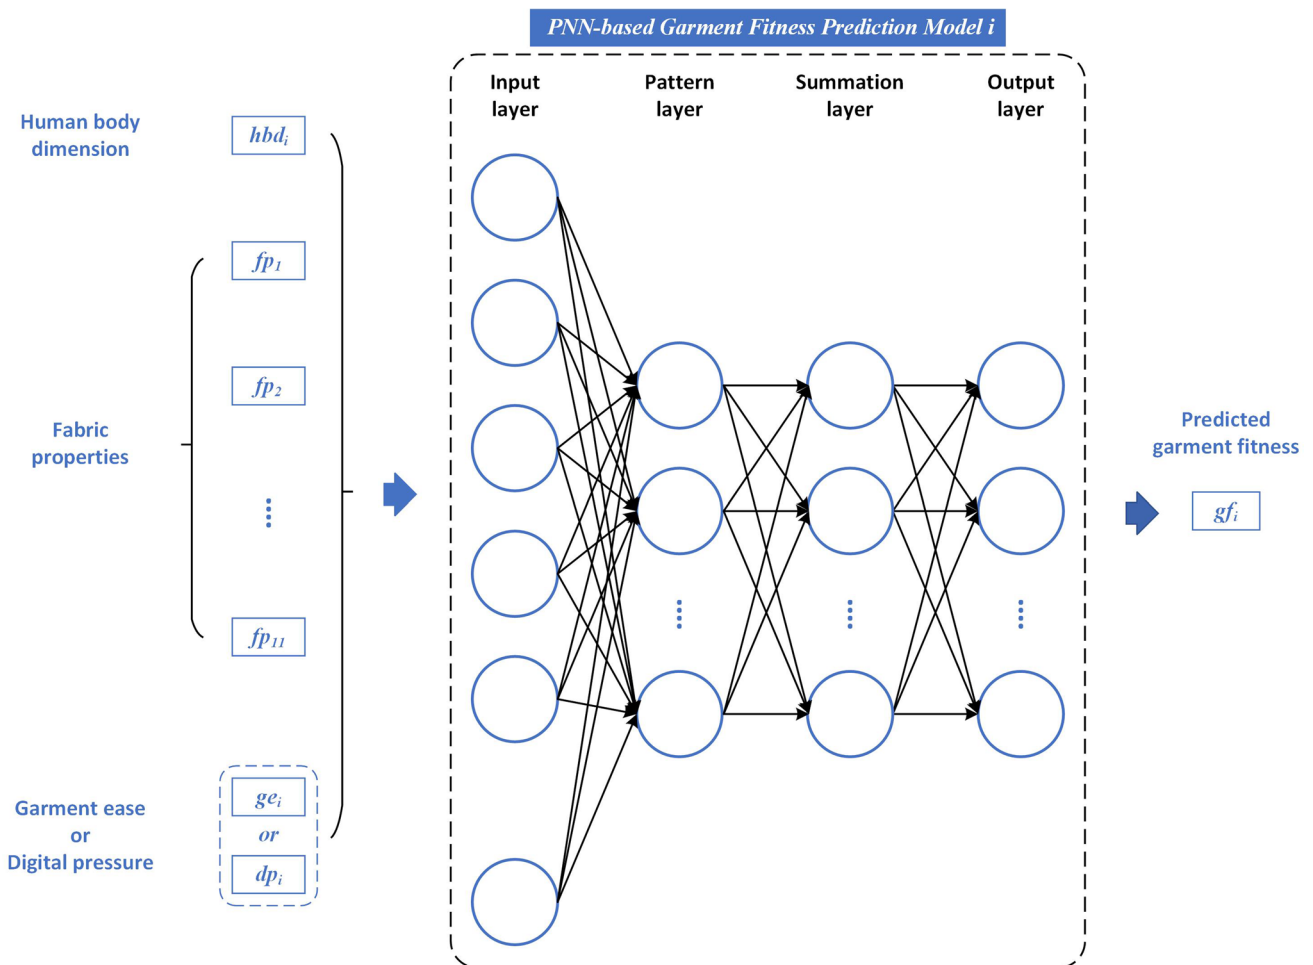 PNN-based Garment Fitness Prediction Model i
Input
layer
Pattern
layer
Summation
layer
Output
layer
Human body
dimension
hbdᵢ
fp₁
fp₂
Fabric
properties
fp₁₁
Garment ease
or
Digital pressure
geᵢ
or
dpᵢ
Predicted
garment fitness
gfᵢ